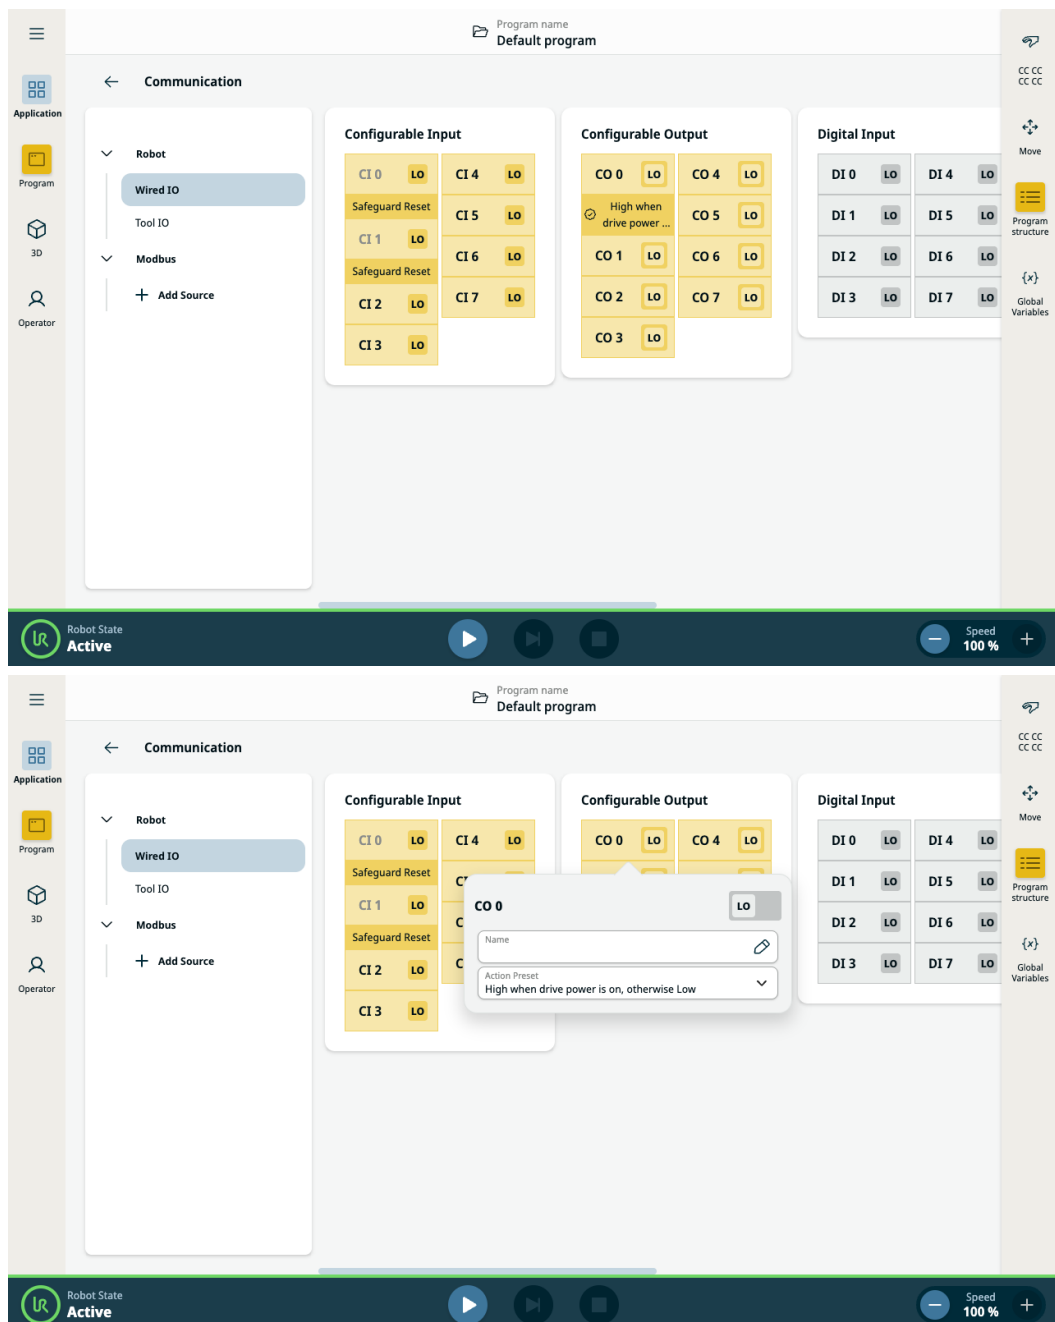 Program name
Default program
Application
Program
3D
Operator
Communication
Robot
Wired IO
Tool IO
Modbus
Add Source
Configurable Input
CI 0 LO
Safeguard Reset
CI 1 LO
Safeguard Reset
CI 2 LO
CI 3 LO
CI 4 LO
CI 5 LO
CI 6 LO
CI 7 LO
Configurable Output
CO 0 LO
High when
drive power ...
CO 1 LO
CO 2 LO
CO 3 LO
CO 4 LO
CO 5 LO
CO 6 LO
CO 7 LO
Digital Input
DI 0 LO
DI 1 LO
DI 2 LO
DI 3 LO
DI 4 LO
DI 5 LO
DI 6 LO
DI 7 LO
CC CC
CC CC
Move
Program
structure
{x}
Global
Variables
UR
Robot State
Active
Speed
100 %
Program name
Default program
Application
Program
3D
Operator
Communication
Robot
Wired IO
Tool IO
Modbus
Add Source
Configurable Input
CI 0 LO
Safeguard Reset
CI 1 LO
Safeguard Reset
CI 2 LO
CI 3 LO
CI 4 LO
Configurable Output
CO 0 LO
CO 4 LO
CO 0
LO
Name
Action Preset
High when drive power is on, otherwise Low
Digital Input
DI 0 LO
DI 1 LO
DI 2 LO
DI 3 LO
DI 4 LO
DI 5 LO
DI 6 LO
DI 7 LO
CC CC
CC CC
Move
Program
structure
{x}
Global
Variables
UR
Robot State
Active
Speed
100 %